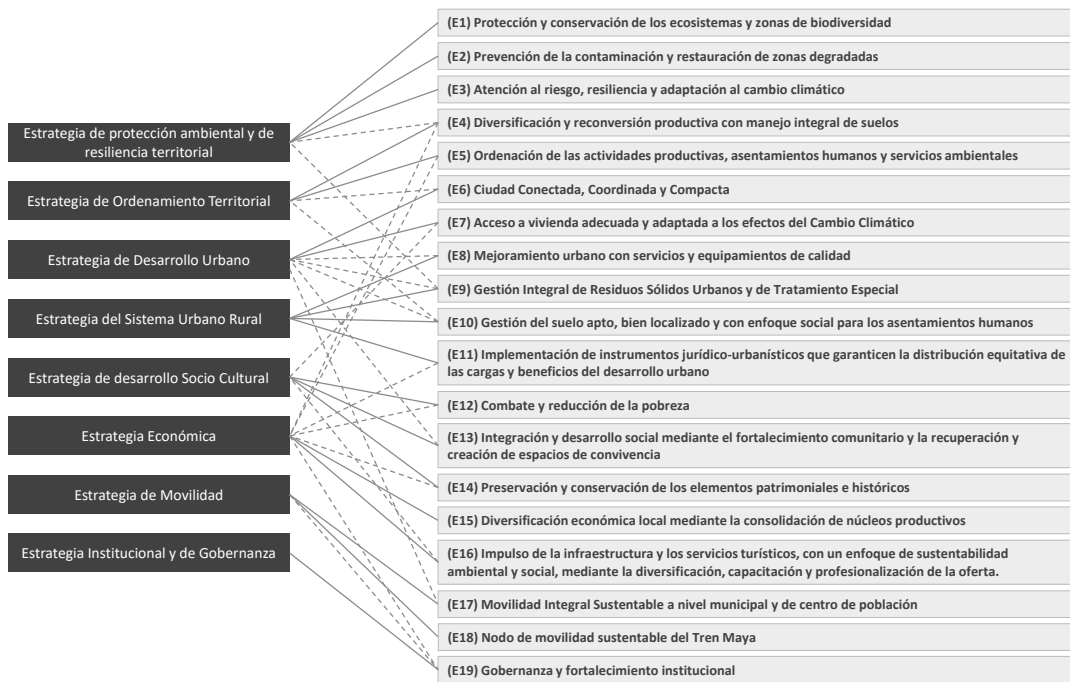 Estrategia de protección ambiental y de
resiliencia territorial
Estrategia de Ordenamiento Territorial
Estrategia de Desarrollo Urbano
Estrategia del Sistema Urbano Rural
Estrategia de desarrollo Socio Cultural
Estrategia Económica
Estrategia de Movilidad
Estrategia Institucional y de Gobernanza
(E1) Protección y conservación de los ecosistemas y zonas de biodiversidad
(E2) Prevención de la contaminación y restauración de zonas degradadas
(E3) Atención al riesgo, resiliencia y adaptación al cambio climático
(E4) Diversificación y reconversión productiva con manejo integral de suelos
(E5) Ordenación de las actividades productivas, asentamientos humanos y servicios ambientales
(E6) Ciudad Conectada, Coordinada y Compacta
(E7) Acceso a vivienda adecuada y adaptada a los efectos del Cambio Climático
(E8) Mejoramiento urbano con servicios y equipamientos de calidad
(E9) Gestión Integral de Residuos Sólidos Urbanos y de Tratamiento Especial
(E10) Gestión del suelo apto, bien localizado y con enfoque social para los asentamientos humanos
(E11) Implementación de instrumentos jurídico-urbanísticos que garanticen la distribución equitativa de
las cargas y beneficios del desarrollo urbano
(E12) Combate y reducción de la pobreza
(E13) Integración y desarrollo social mediante el fortalecimiento comunitario y la recuperación y
creación de espacios de convivencia
(E14) Preservación y conservación de los elementos patrimoniales e históricos
(E15) Diversificación económica local mediante la consolidación de núcleos productivos
(E16) Impulso de la infraestructura y los servicios turísticos, con un enfoque de sustentabilidad
ambiental y social, mediante la diversificación, capacitación y profesionalización de la oferta.
(E17) Movilidad Integral Sustentable a nivel municipal y de centro de población
(E18) Nodo de movilidad sustentable del Tren Maya
(E19) Gobernanza y fortalecimiento institucional